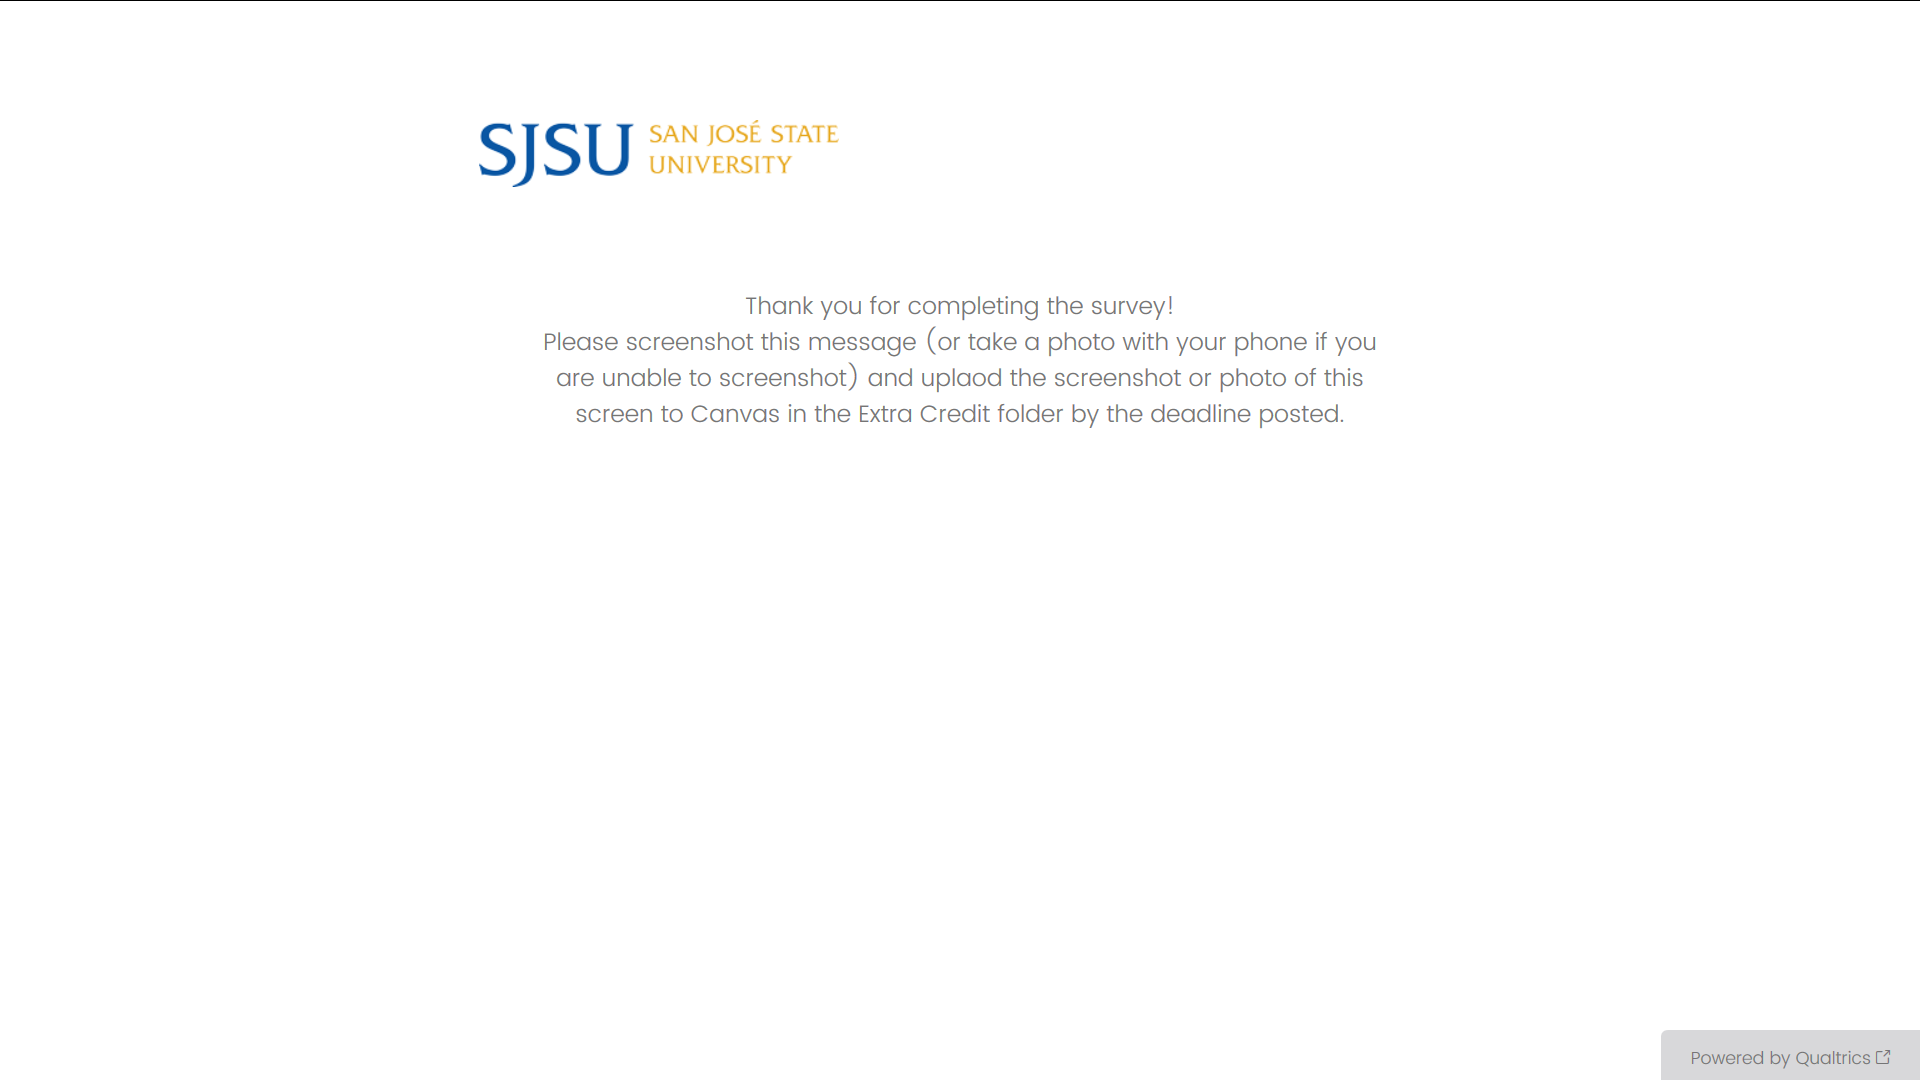 SJSU SAN JOSÉ STATE
UNIVERSITY
Thank you for completing the survey!
Please screenshot this message (or take a photo with your phone if you
are unable to screenshot) and uplaod the screenshot or photo of this
screen to Canvas in the Extra Credit folder by the deadline posted.
Powered by Qualtrics